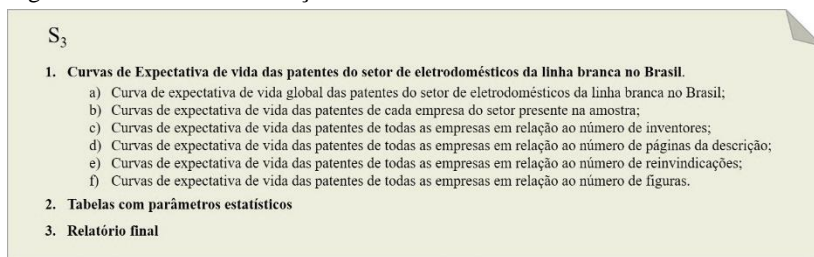 S₃
1. Curvas de Expectativa de vida das patentes do setor de eletrodomésticos da linha branca no Brasil.
a) Curva de expectativa de vida global das patentes do setor de eletrodomésticos da linha branca no Brasil;
b) Curvas de expectativa de vida das patentes de cada empresa do setor presente na amostra;
c) Curvas de expectativa de vida das patentes de todas as empresas em relação ao número de inventores;
d) Curvas de expectativa de vida das patentes de todas as empresas em relação ao número de páginas da descrição;
e) Curvas de expectativa de vida das patentes de todas as empresas em relação ao número de reinvindicações;
f) Curvas de expectativa de vida das patentes de todas as empresas em relação ao número de figuras.
2. Tabelas com parâmetros estatísticos
3. Relatório final